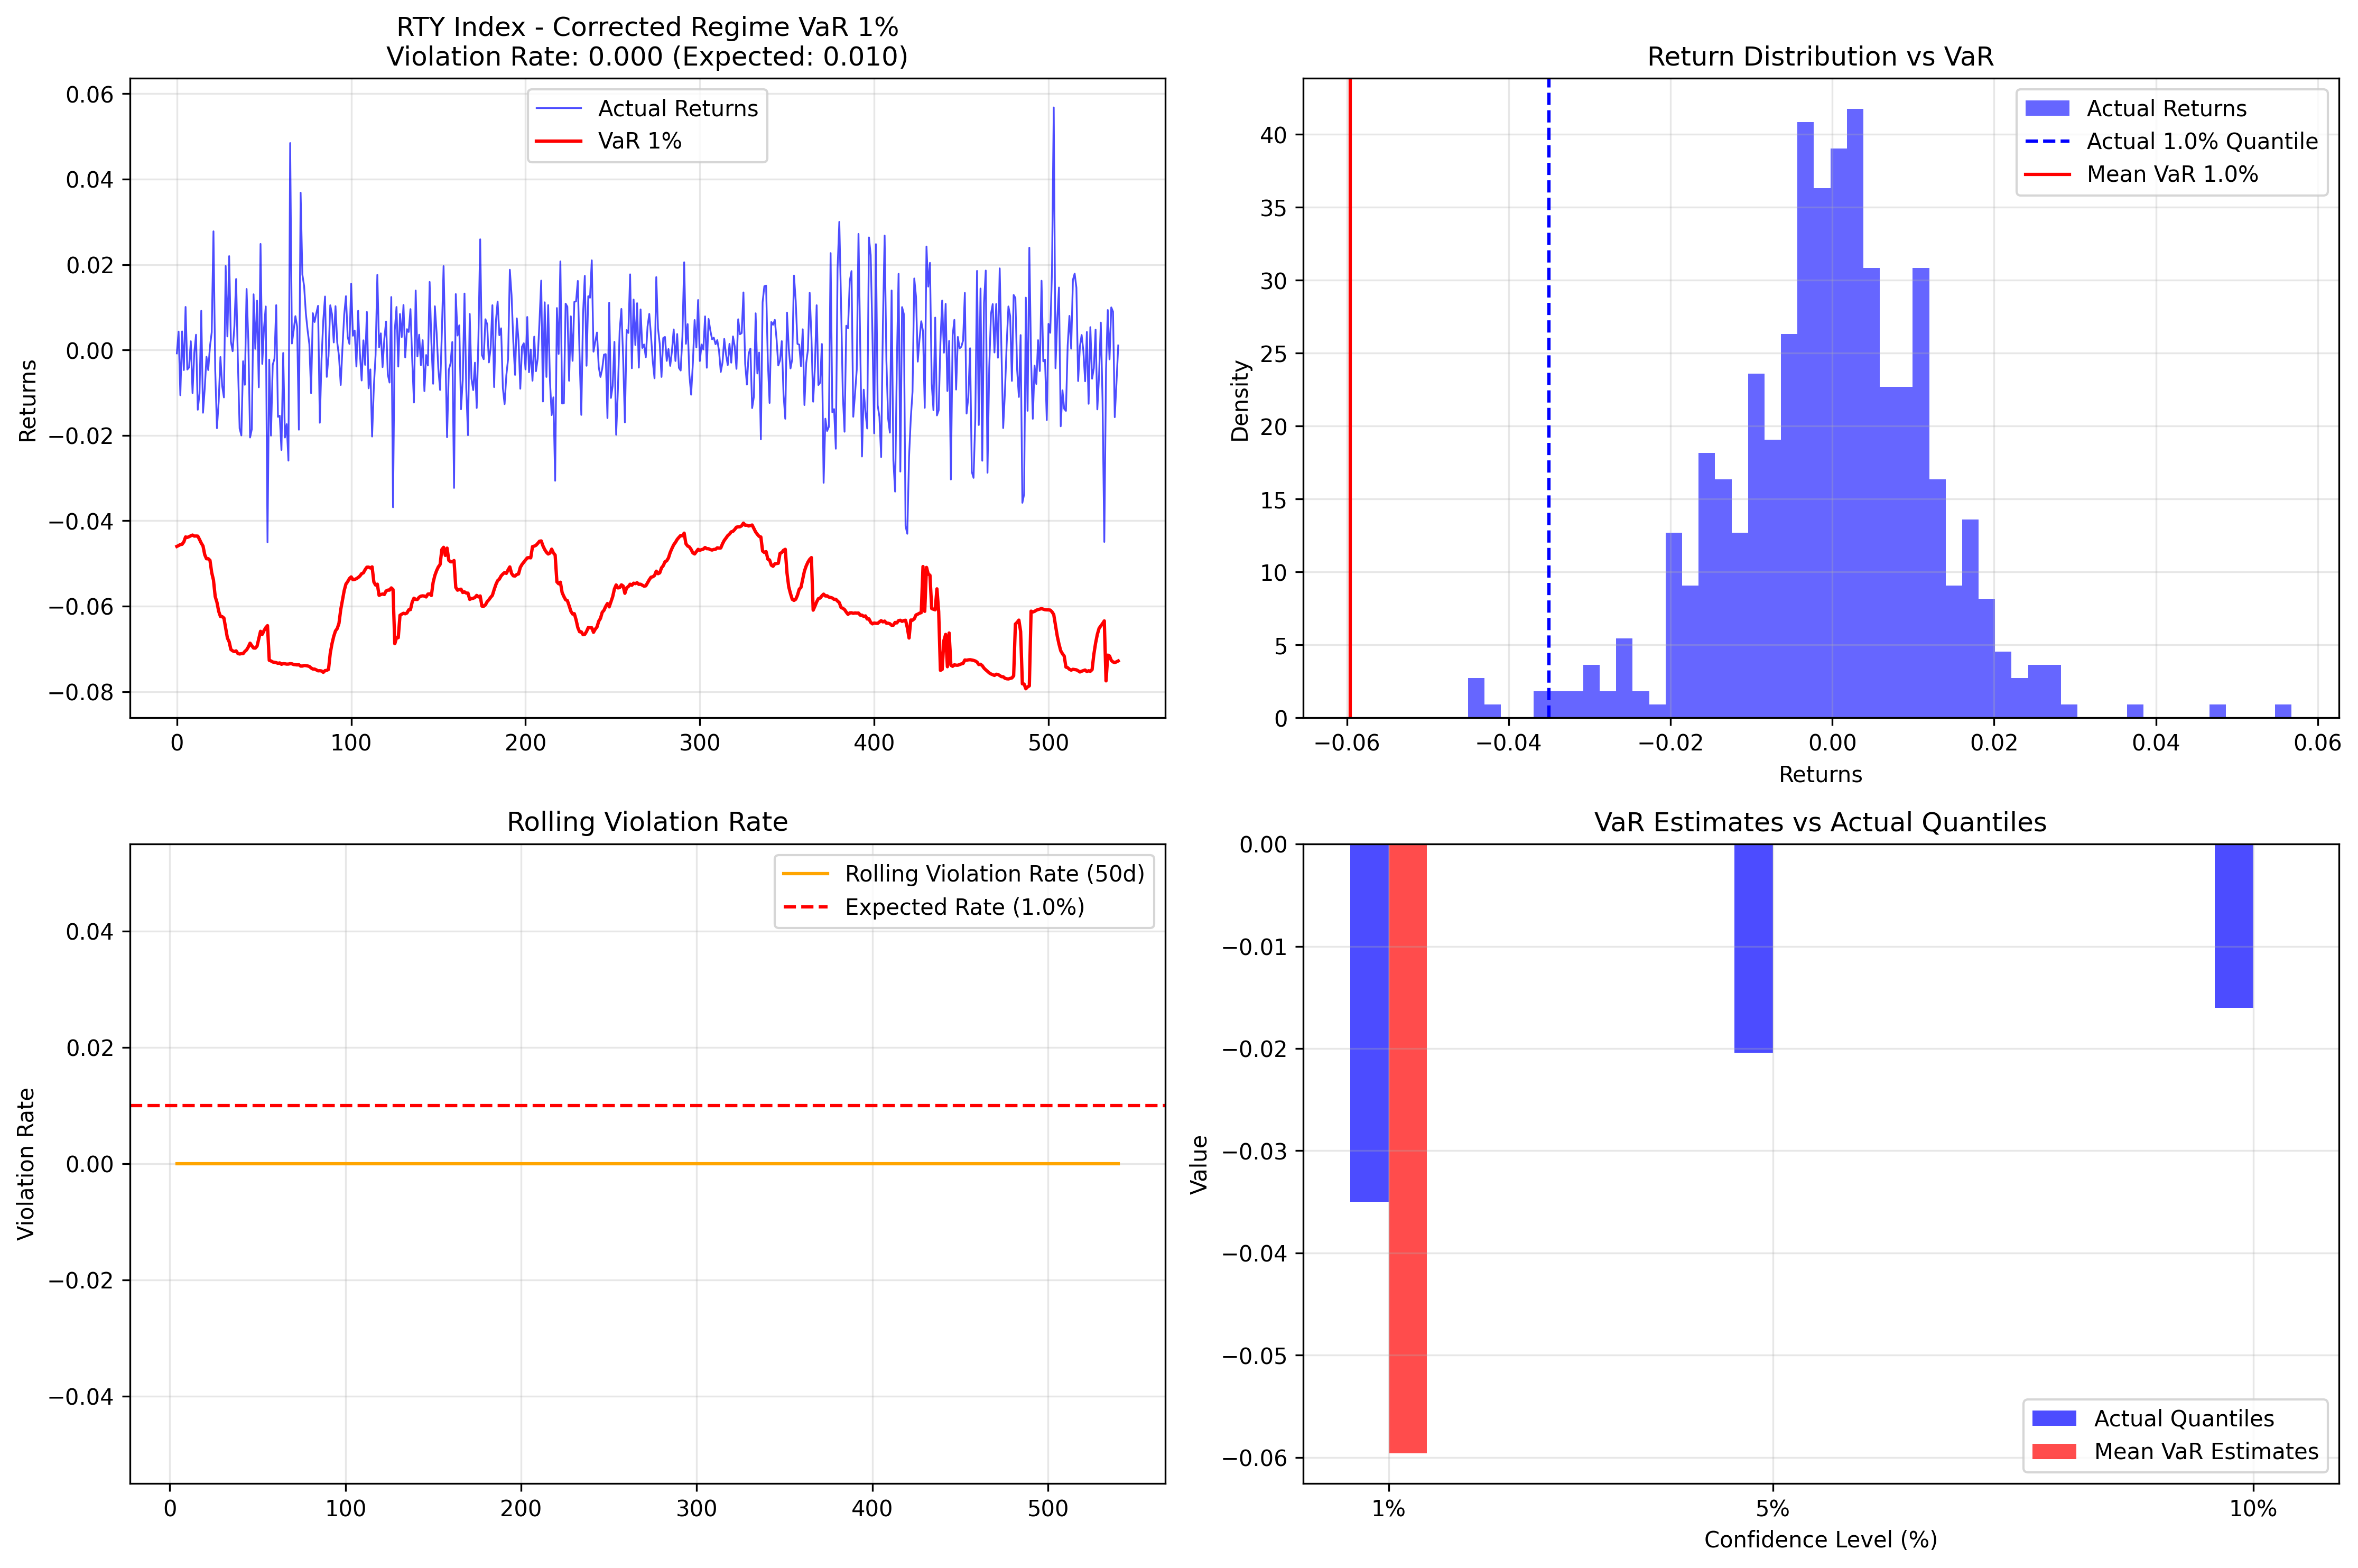 RTY Index - Corrected Regime VaR 1%
Violation Rate: 0.000 (Expected: 0.010)
Actual Returns
VaR 1%
Returns
0.06
0.04
0.02
0.00
−0.02
−0.04
−0.06
−0.08
0 100 200 300 400 500
Return Distribution vs VaR
Actual Returns
Actual 1.0% Quantile
Mean VaR 1.0%
Density
40
35
30
25
20
15
10
5
0
−0.06 −0.04 −0.02 0.00 0.02 0.04 0.06
Returns
Rolling Violation Rate
Rolling Violation Rate (50d)
Expected Rate (1.0%)
Violation Rate
0.04
0.02
0.00
−0.02
−0.04
0 100 200 300 400 500
VaR Estimates vs Actual Quantiles
Value
0.00
−0.01
−0.02
−0.03
−0.04
−0.05
−0.06
Actual Quantiles
Mean VaR Estimates
1% 5% 10%
Confidence Level (%)